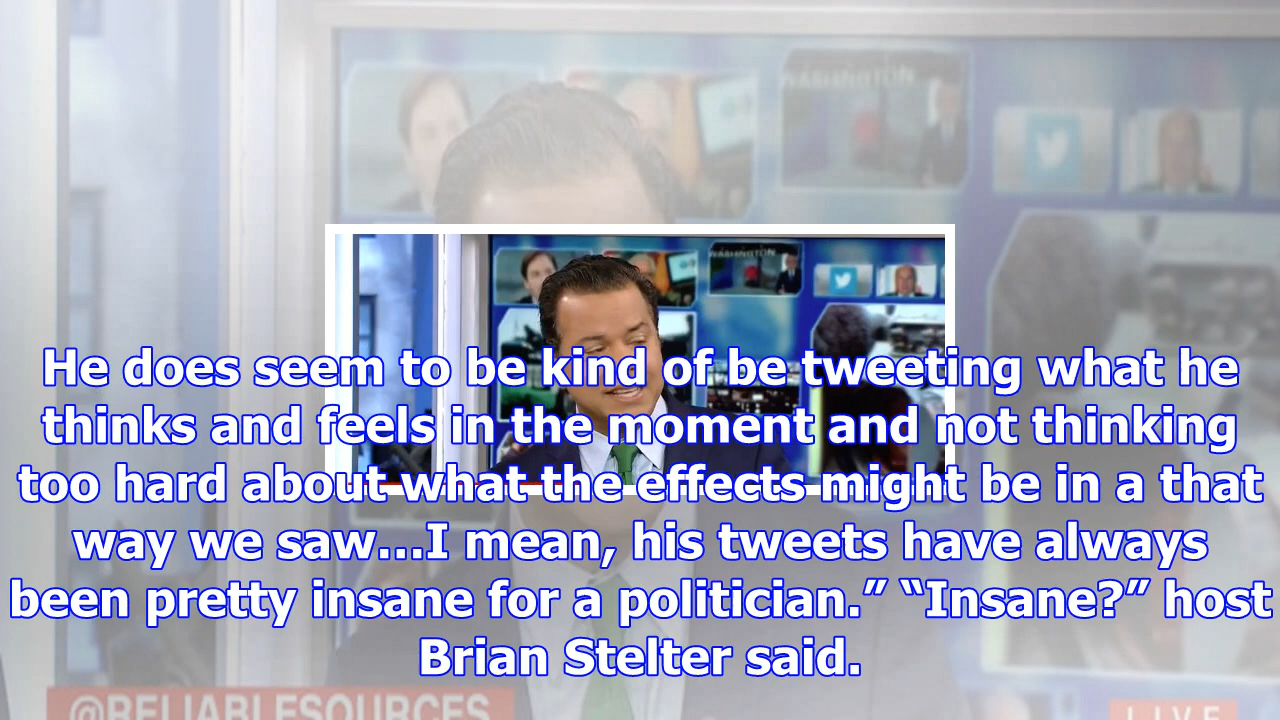 WASHINGTON
WASHINGTON
He does seem to be kind of be tweeting what he
thinks and feels in the moment and not thinking
too hard about what the effects might be in a that
way we saw...I mean, his tweets have always
been pretty insane for a politician.” “Insane?” host
Brian Stelter said.
@RELIABLESOURCES
LIVE